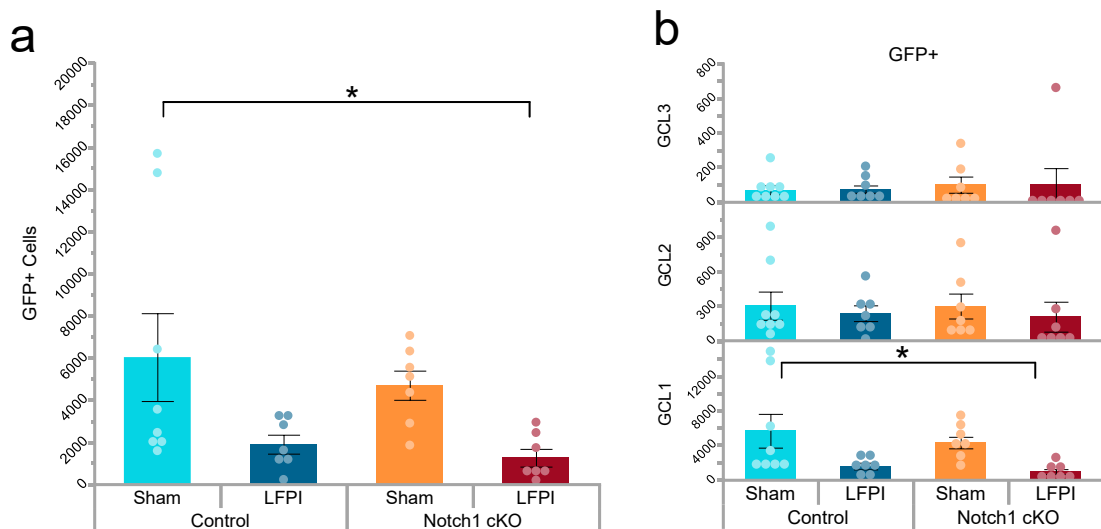 a
20000
18000
16000
14000
12000
10000
8000
6000
4000
2000
0
GFP+ Cells
*
Sham LFPI Sham LFPI
Control Notch1 cKO
b
GFP+
GCL3
800
600
400
200
0
GCL2
900
600
300
0
GCL1
12000
8000
4000
0
*
Sham LFPI Sham LFPI
Control Notch1 cKO